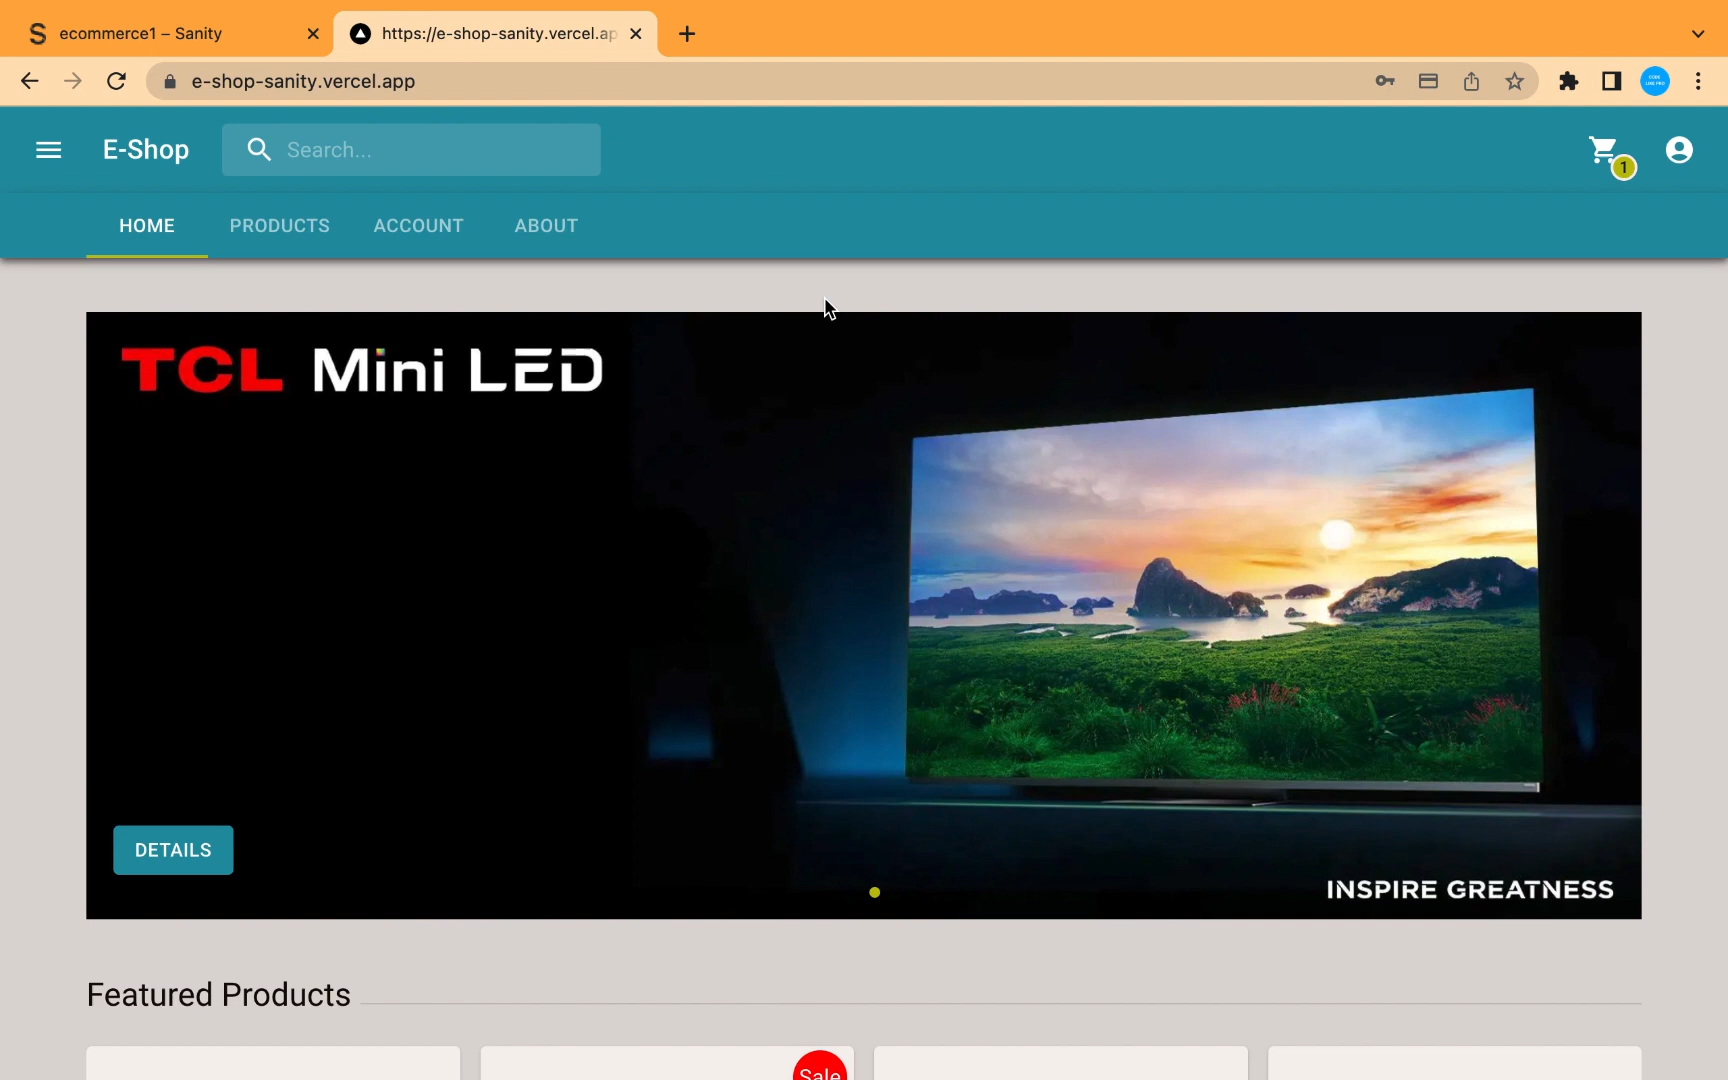 ecommerce1 – Sanity
https://e-shop-sanity.vercel.ap
e-shop-sanity.vercel.app
E-Shop
Search...
1
HOME
PRODUCTS
ACCOUNT
ABOUT
TCL Mini LED
DETAILS
INSPIRE GREATNESS
Featured Products
Sale